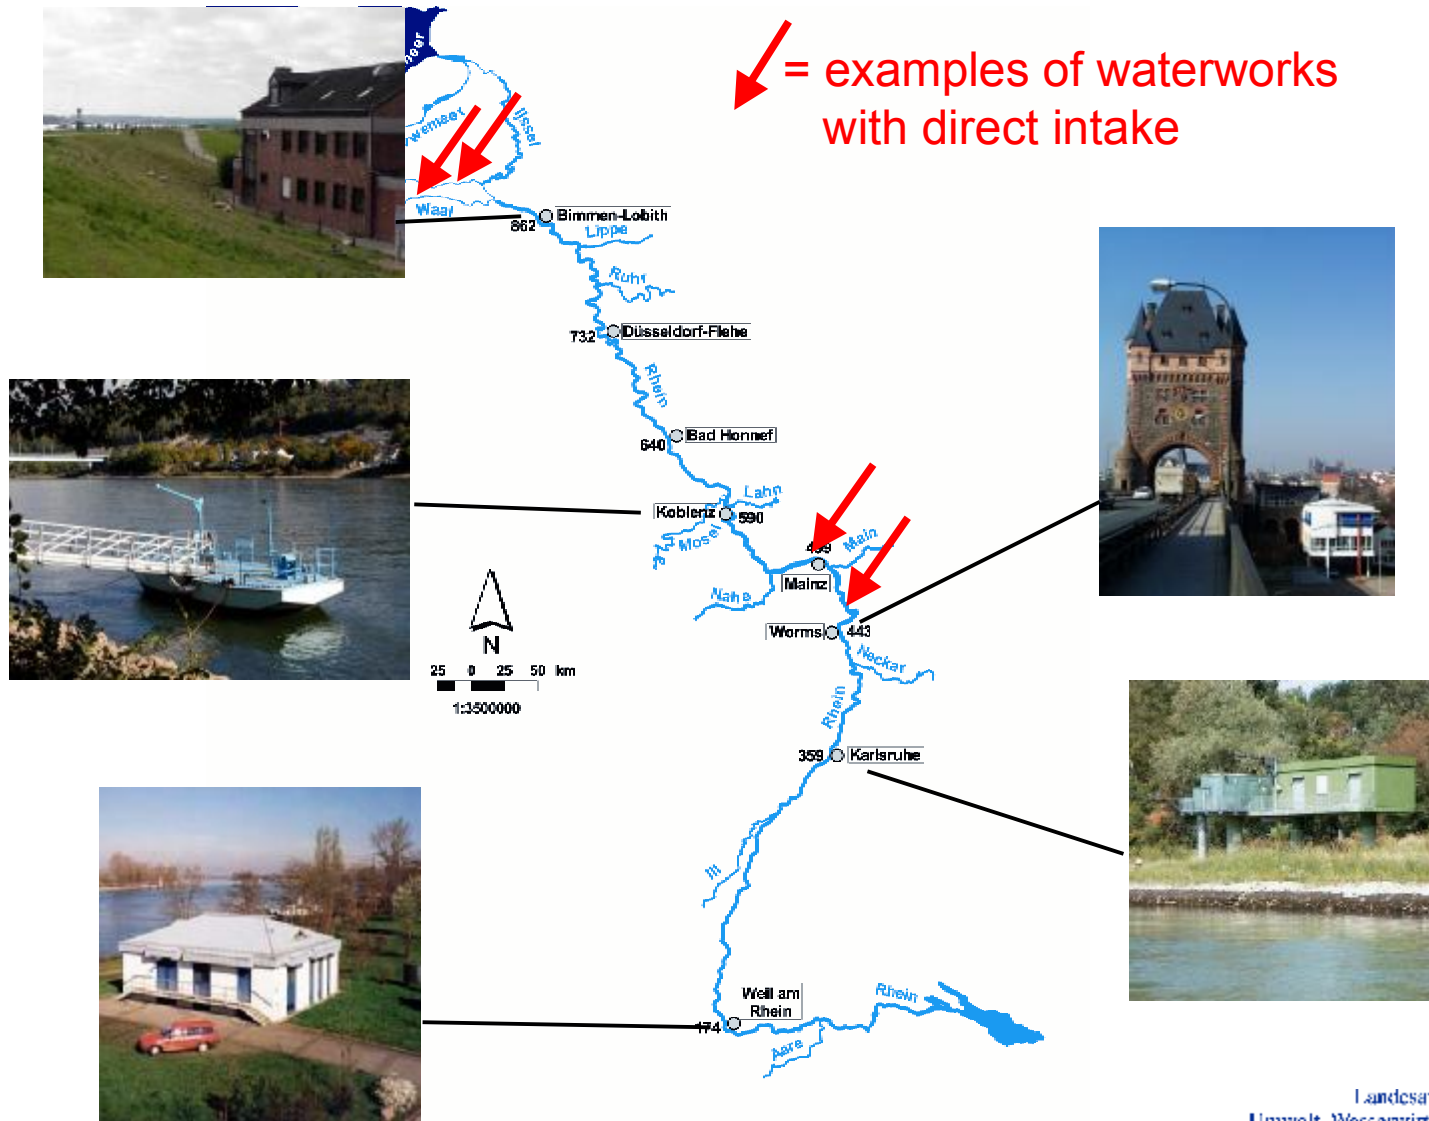 = examples of waterworks
with direct intake
meer
Ijssel
Waal
Bimmen-Lobith
862
Lippe
Ruhr
732
Düsseldorf-Flehe
Rhein
Bad Honnef
640
Lahn
Koblenz
590
Mosel
Main
Mainz
Nahe
Worms
443
Neckar
N
25 0 25 50 km
1:3500000
Rhein
359
Karlsruhe
Ill
Weil am
Rhein
174
Rhein
Aare